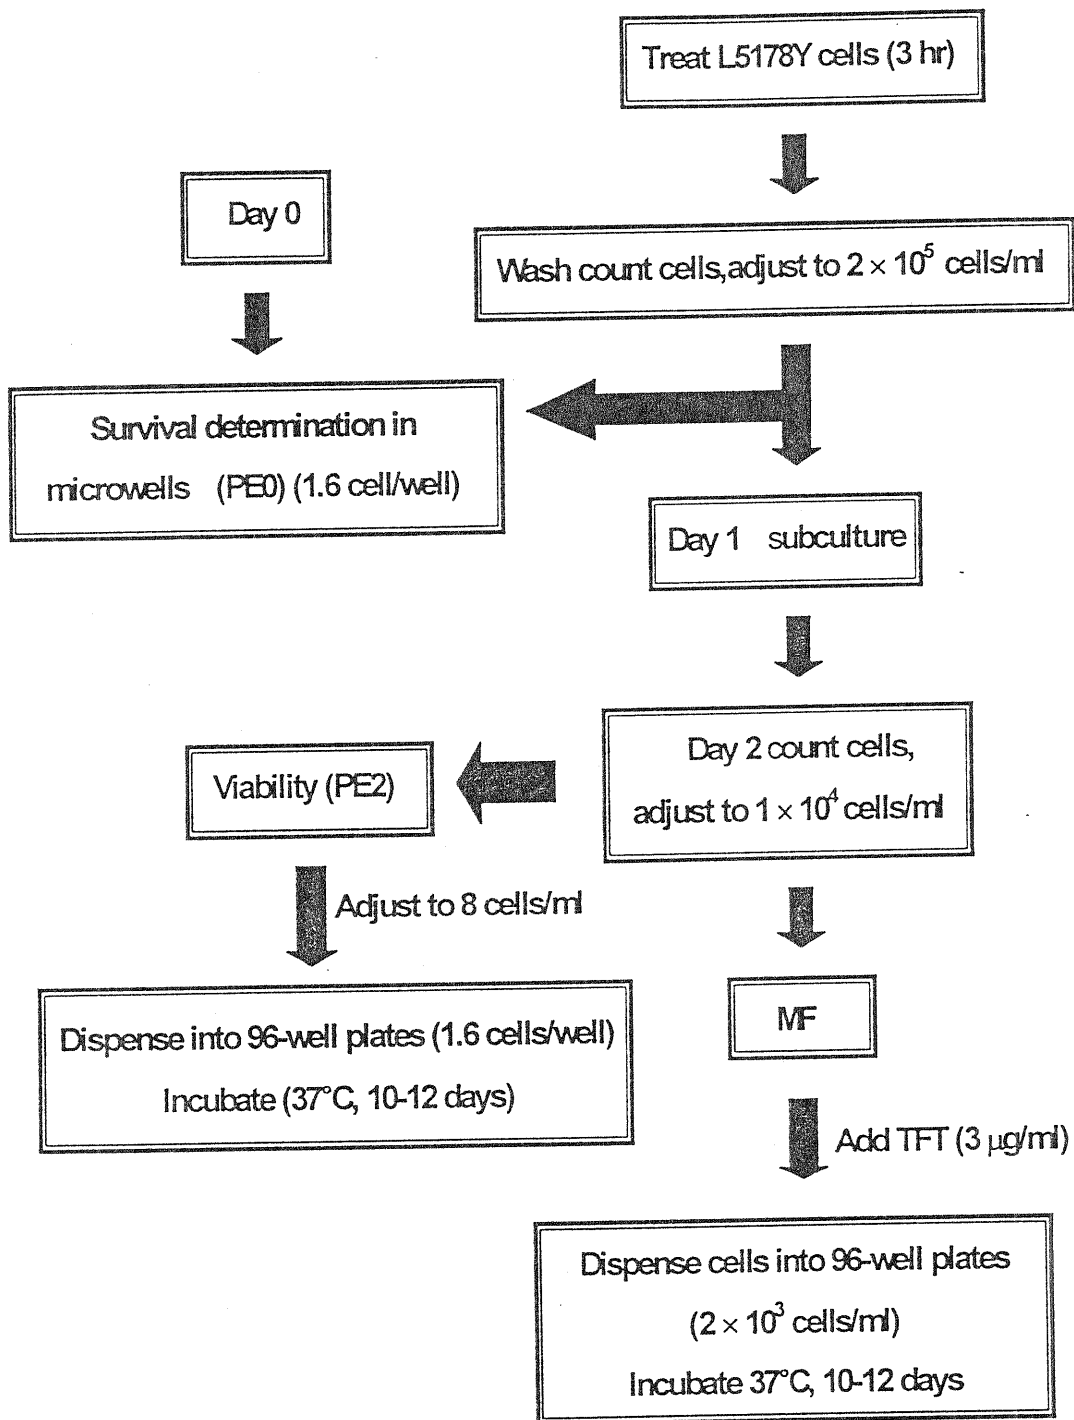 Treat L5178Y cells (3 hr)
Day 0
Wash count cells,adjust to 2 × 10⁵ cells/ml
Survival determination in
microwells (PE0) (1.6 cell/well)
Day 1 subculture
Day 2 count cells,
adjust to 1 × 10⁴ cells/ml
Viability (PE2)
Adjust to 8 cells/ml
MF
Dispense into 96-well plates (1.6 cells/well)
Incubate (37°C, 10-12 days)
Add TFT (3 µg/ml)
Dispense cells into 96-well plates
(2 × 10³ cells/ml)
Incubate 37°C, 10-12 days